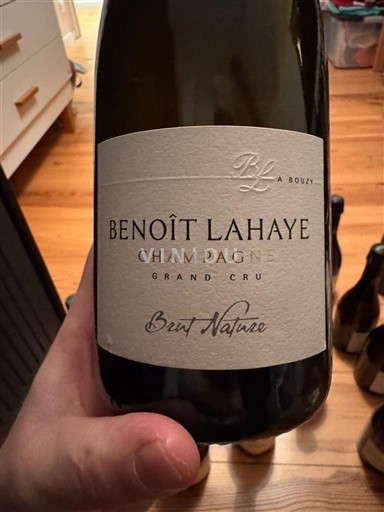 BL A BOUZY
BENOÎT LAHAYE
CHAMPAGNE
GRAND CRU
Brut Nature